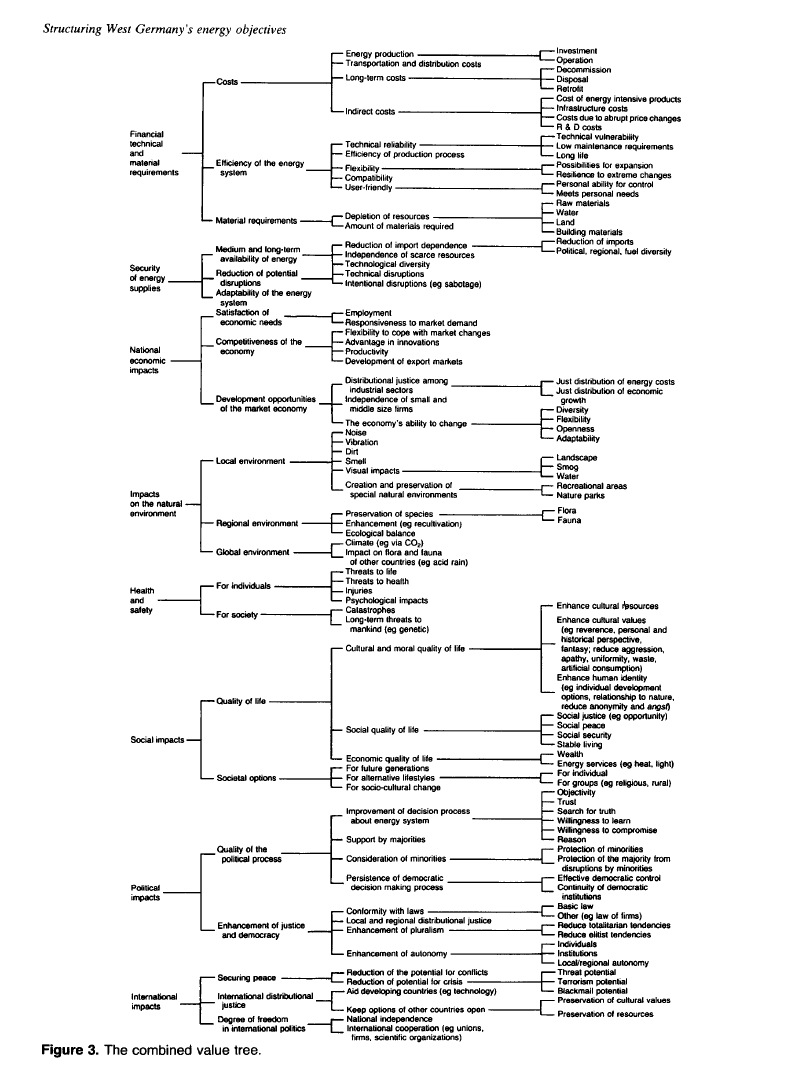 Structuring West Germany's energy objectives
Energy production
Investment
Operation
Transportation and distribution costs
Decommission
Costs
Long-term costs
Disposal
Retrofit
Cost of energy intensive products
Indirect costs
Infrastructure costs
Costs due to abrupt price changes
R & D costs
Financial
technical
and
material
requirements
Technical vulnerability
Technical reliability
Low maintenance requirements
Efficiency of production process
Long life
Efficiency of the energy
system
Flexibility
Possibilities for expansion
Compatibility
Resilience to extreme changes
User-friendly
Personal ability for control
Meets personal needs
Raw materials
Material requirements
Depletion of resources
Water
Amount of materials required
Land
Building materials
Security
of energy
supplies
Medium and long-term
availability of energy
Reduction of import dependence
Reduction of imports
Independence of scarce resources
Political, regional, fuel diversity
Technological diversity
Reduction of potential
disruptions
Technical disruptions
Intentional disruptions (eg sabotage)
Adaptability of the energy
system
National
economic
impacts
Satisfaction of
economic needs
Employment
Responsiveness to market demand
Competitiveness of the
economy
Flexibility to cope with market changes
Advantage in innovations
Productivity
Development of export markets
Development opportunities
of the market economy
Distributional justice among
industrial sectors
Just distribution of energy costs
Just distribution of economic
growth
Independence of small and
middle size firms
The economy's ability to change
Diversity
Flexibility
Openness
Adaptability
Impacts
on the natural
environment
Local environment
Noise
Vibration
Dirt
Smell
Visual impacts
Landscape
Smog
Water
Creation and preservation of
special natural environments
Recreational areas
Nature parks
Regional environment
Preservation of species
Flora
Fauna
Enhancement (eg recultivation)
Ecological balance
Global environment
Climate (eg via CO₂)
Impact on flora and fauna
of other countries (eg acid rain)
Health
and
safety
For individuals
Threats to life
Threats to health
Injuries
Psychological impacts
For society
Catastrophes
Long-term threats to
mankind (eg genetic)
Social impacts
Quality of life
Cultural and moral quality of life
Enhance cultural resources
Enhance cultural values
(eg reverence, personal and
historical perspective,
fantasy; reduce aggression,
apathy, uniformity, waste,
artificial consumption)
Enhance human identity
(eg individual development
options, relationship to nature,
reduce anonymity and angst)
Social quality of life
Social justice (eg opportunity)
Social peace
Social security
Stable living
Economic quality of life
Wealth
Energy services (eg heat, light)
Societal options
For future generations
For alternative lifestyles
For individual
For groups (eg religious, rural)
For socio-cultural change
Political
impacts
Quality of the
political process
Improvement of decision process
about energy system
Objectivity
Trust
Search for truth
Willingness to learn
Willingness to compromise
Reason
Support by majorities
Consideration of minorities
Protection of minorities
Protection of the majority from
disruptions by minorities
Persistence of democratic
decision making process
Effective democratic control
Continuity of democratic
institutions
Enhancement of justice
and democracy
Conformity with laws
Basic law
Other (eg law of firms)
Local and regional distributional justice
Enhancement of pluralism
Reduce totalitarian tendencies
Reduce elitist tendencies
Enhancement of autonomy
Individuals
Institutions
Local/regional autonomy
International
impacts
Securing peace
Reduction of the potential for conflicts
Reduction of potential for crisis
Threat potential
Terrorism potential
Blackmail potential
International distributional
justice
Aid developing countries (eg technology)
Keep options of other countries open
Preservation of cultural values
Preservation of resources
Degree of freedom
in international politics
National independence
International cooperation (eg unions,
firms, scientific organizations)
Figure 3. The combined value tree.